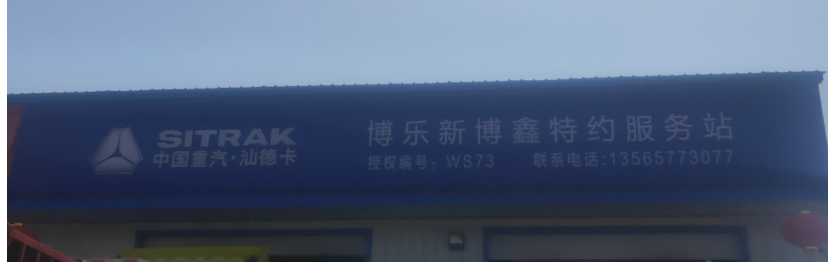 SITRAK
中国重汽·汕德卡
博乐新博鑫特约服务站
授权编号：WS73 联系电话:13565773077